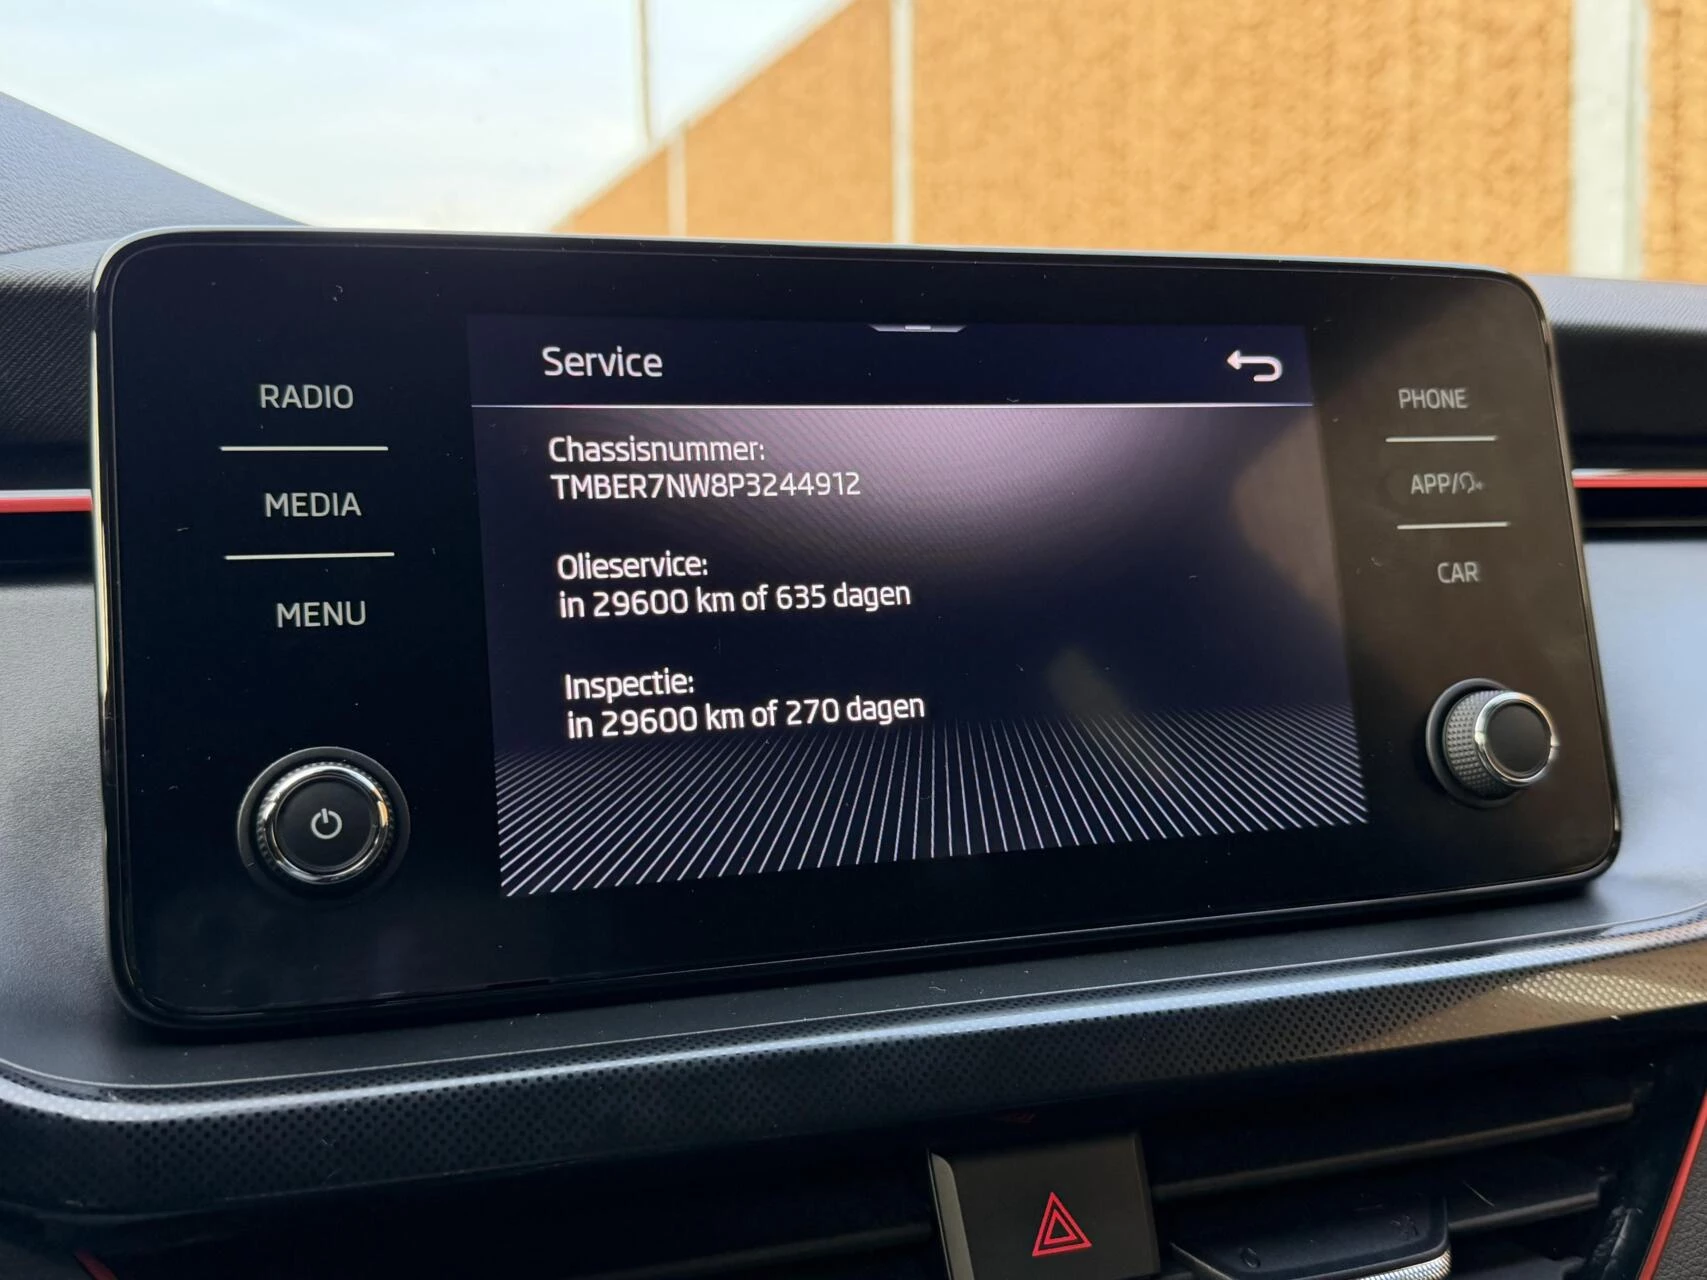 Service
RADIO
MEDIA
MENU
Chassisnummer:
TMBER7NW8P3244912
Olieservice:
in 29600 km of 635 dagen
Inspectie:
in 29600 km of 270 dagen
PHONE
APP/
CAR